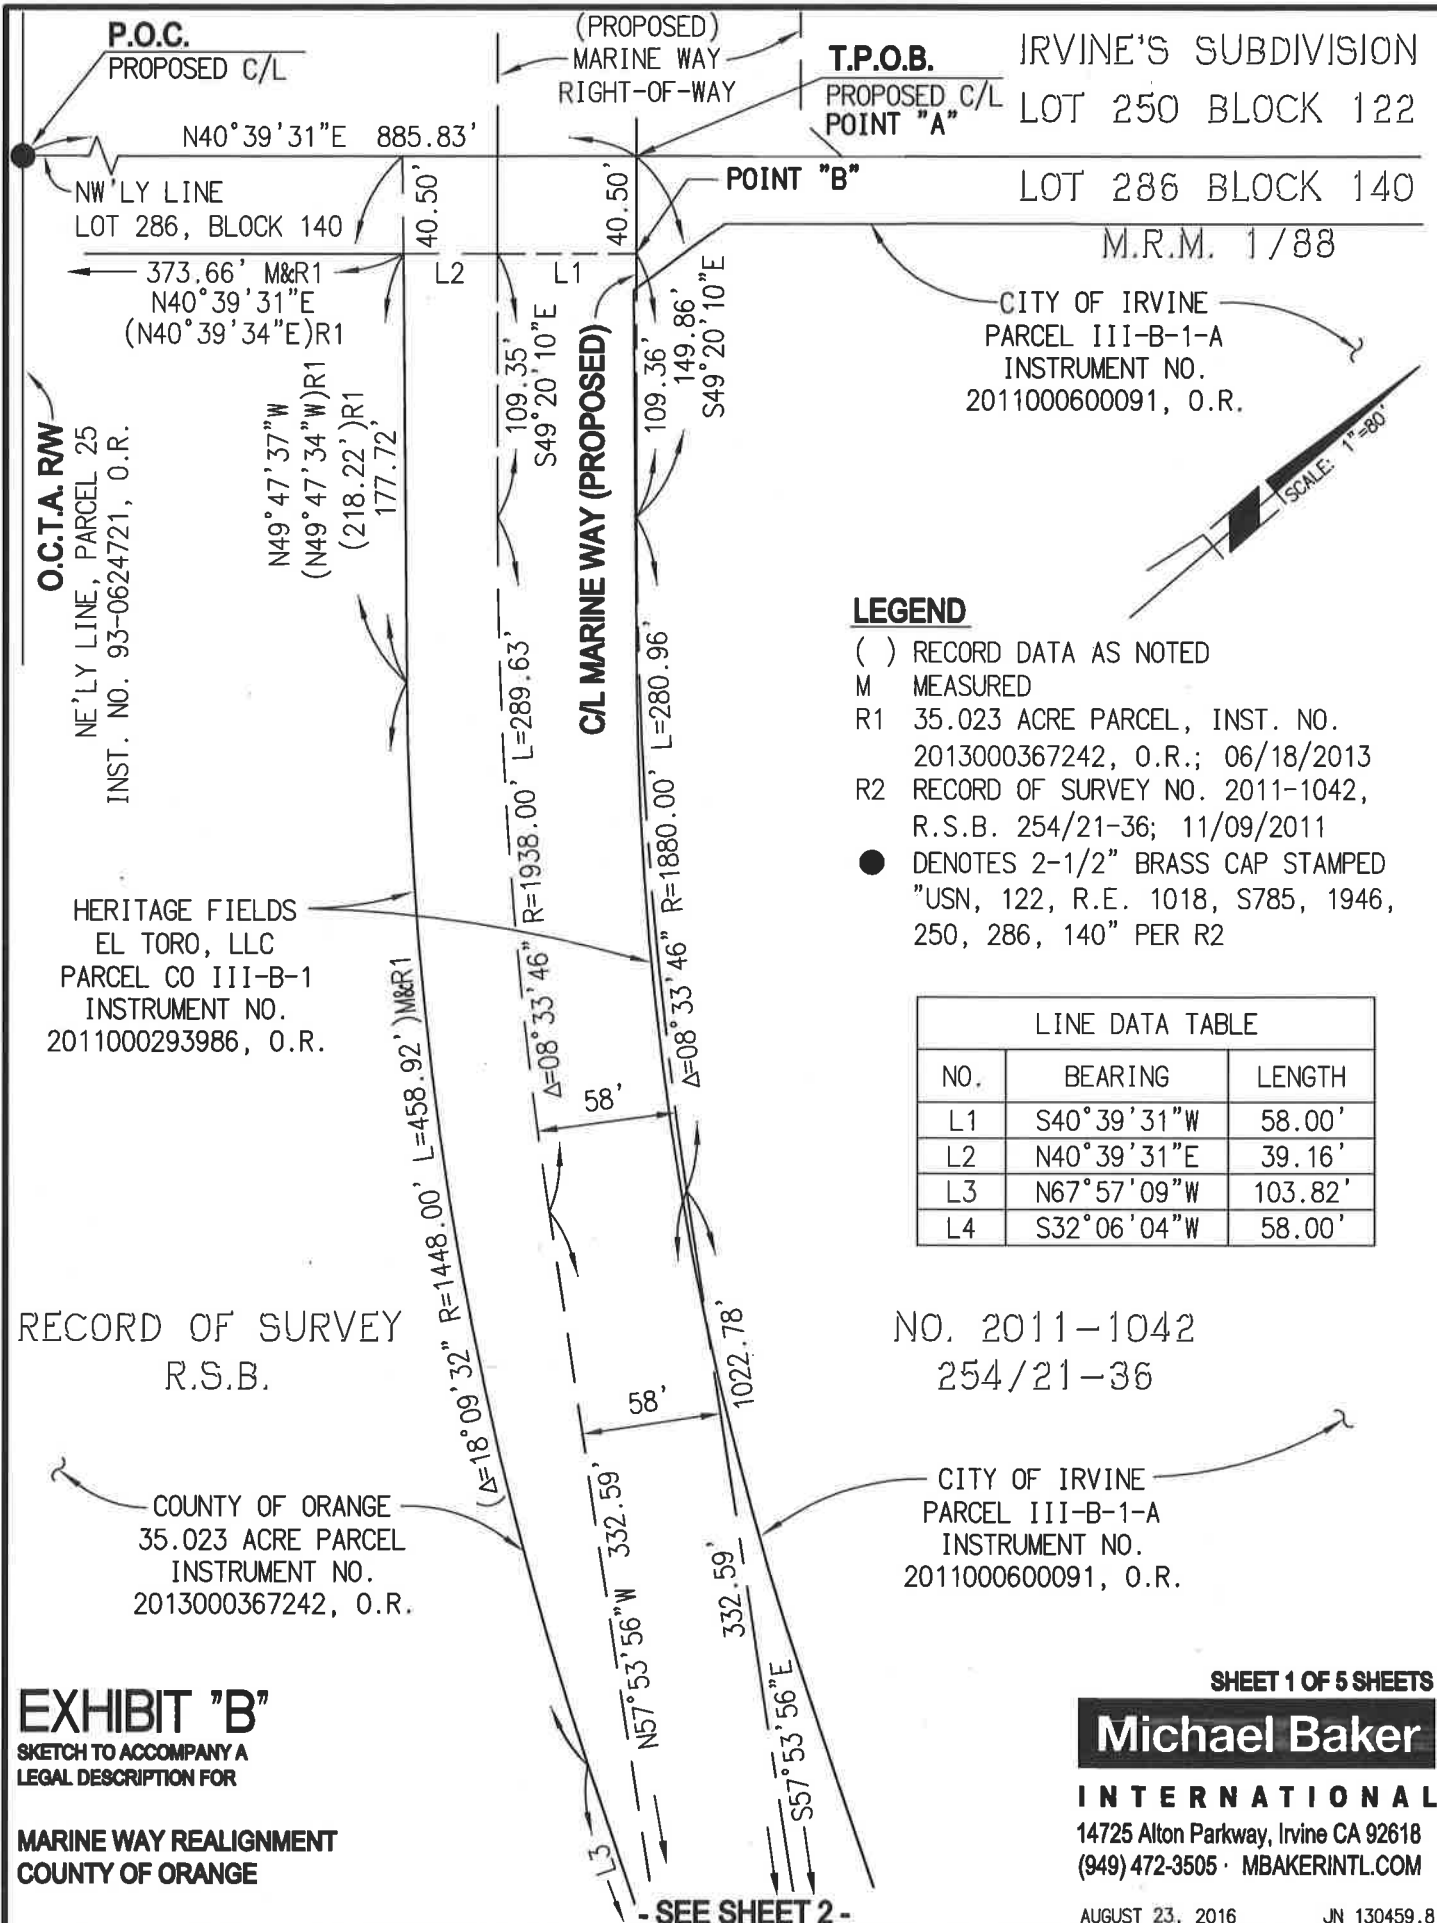 P.O.C.
PROPOSED C/L
(PROPOSED)
MARINE WAY
RIGHT-OF-WAY
T.P.O.B.
PROPOSED C/L
POINT "A"
IRVINE'S SUBDIVISION
LOT 250 BLOCK 122
N40°39'31"E 885.83'
NW'LY LINE
LOT 286, BLOCK 140
40.50'
40.50'
POINT "B"
LOT 286 BLOCK 140
M.R.M. 1/88
373.66' M&R1
N40°39'31"E
(N40°39'34"E)R1
L2
L1
CITY OF IRVINE
PARCEL III-B-1-A
INSTRUMENT NO.
2011000600091, O.R.
SCALE: 1"=80'
O.C.T.A. R/W
NE'LY LINE, PARCEL 25
INST. NO. 93-0624721, O.R.
N49°47'37"W
(N49°47'34"W)R1
(218.22')R1
177.72'
109.35'
S49°20'10"E
C/L MARINE WAY (PROPOSED)
109.36'
149.86'
S49°20'10"E
Δ=08°33'46" R=1938.00' L=289.63'
Δ=08°33'46" R=1880.00' L=280.96'
LEGEND
( ) RECORD DATA AS NOTED
M MEASURED
R1 35.023 ACRE PARCEL, INST. NO.
2013000367242, O.R.; 06/18/2013
R2 RECORD OF SURVEY NO. 2011-1042,
R.S.B. 254/21-36; 11/09/2011
● DENOTES 2-1/2" BRASS CAP STAMPED
"USN, 122, R.E. 1018, S785, 1946,
250, 286, 140" PER R2
HERITAGE FIELDS
EL TORO, LLC
PARCEL CO III-B-1
INSTRUMENT NO.
2011000293986, O.R.
(Δ=18°09'32" R=1448.00' L=458.92')M&R1
58'
LINE DATA TABLE
NO. BEARING LENGTH
L1 S40°39'31"W 58.00'
L2 N40°39'31"E 39.16'
L3 N67°57'09"W 103.82'
L4 S32°06'04"W 58.00'
RECORD OF SURVEY
R.S.B.
NO. 2011-1042
254/21-36
1022.78'
58'
COUNTY OF ORANGE
35.023 ACRE PARCEL
INSTRUMENT NO.
2013000367242, O.R.
CITY OF IRVINE
PARCEL III-B-1-A
INSTRUMENT NO.
2011000600091, O.R.
N57°53'56"W 332.59'
332.59'
S57°53'56"E
L3
EXHIBIT "B"
SKETCH TO ACCOMPANY A
LEGAL DESCRIPTION FOR
MARINE WAY REALIGNMENT
COUNTY OF ORANGE
- SEE SHEET 2 -
SHEET 1 OF 5 SHEETS
Michael Baker
INTERNATIONAL
14725 Alton Parkway, Irvine CA 92618
(949) 472-3505 · MBAKERINTL.COM
AUGUST 23, 2016 JN 130459.8